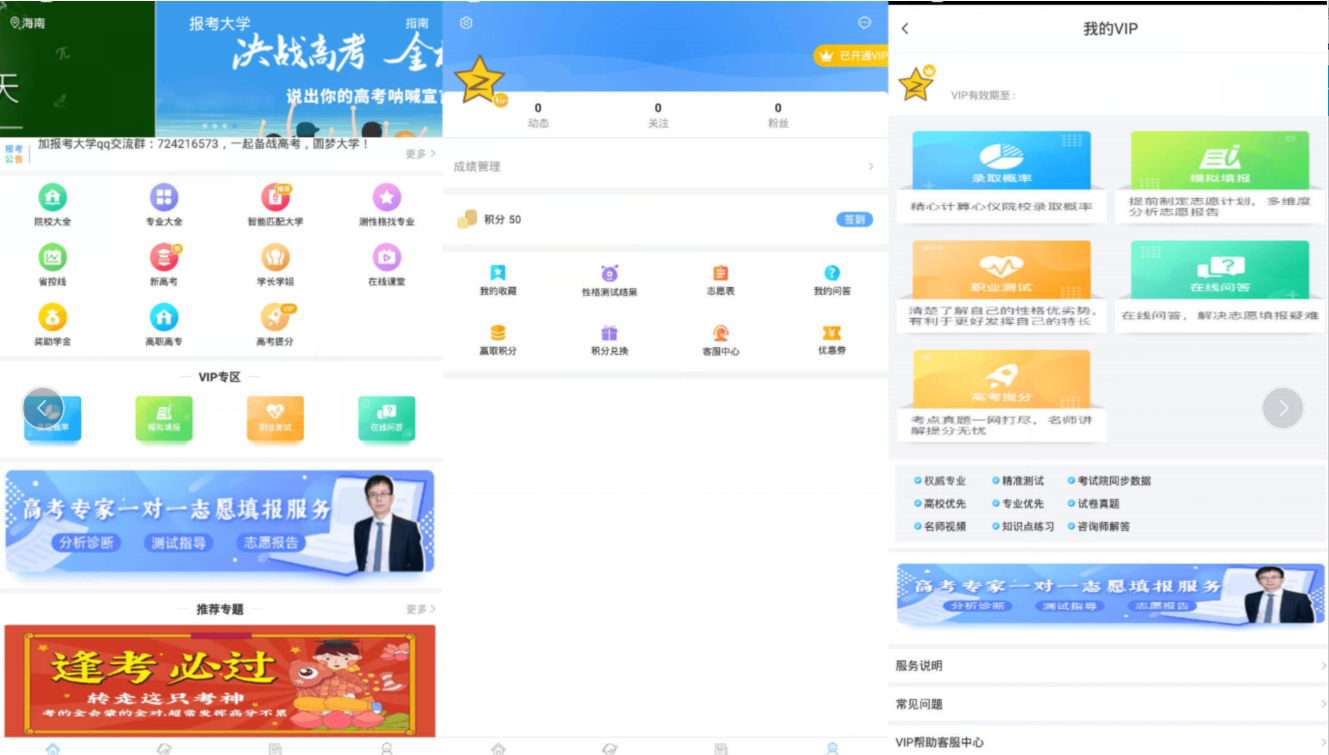 海南
报考大学
指南
天
π
决战高考
说出你的高考呐喊宣
报考
公告
加报考大学qq交流群：724216573，一起备战高考，圆梦大学！
更多 >
院校大全
专业大全
推荐
智能匹配大学
测性格找专业
省控线
新高考
学长学姐
在线课堂
奖助学金
高职高专
VIP
高考提分
VIP专区
录取概率
模拟填报
职业测试
在线问答
高考专家一对一志愿填报服务
分析诊断
测试指导
志愿报告
推荐专题
更多 >
逢考必过
转走这只考神
考的全会蒙的全对,超常发挥高分不累
已开通VIP
0
0
0
动态
关注
粉丝
成绩管理
积分 50
签到
我的收藏
性格测试结果
志愿表
我的问答
赢取积分
积分兑换
客服中心
优惠券
我的VIP
VIP有效期至：
录取概率
精心计算心仪院校录取概率
模拟填报
提前制定志愿计划，多维度
分析志愿报告
职业测试
清楚了解自己的性格优劣势，
有利于更好发挥自己的特长
在线问答
在线问答，解决志愿填报疑难
高考提分
考点真题一网打尽，名师讲
解提分无忧
权威专业
精准测试
考试院同步数据
高校优先
专业优先
试卷真题
名师视频
知识点练习
咨询师解答
高考专家一对一志愿填报服务
分析诊断
测试指导
志愿报告
服务说明
常见问题
VIP帮助客服中心